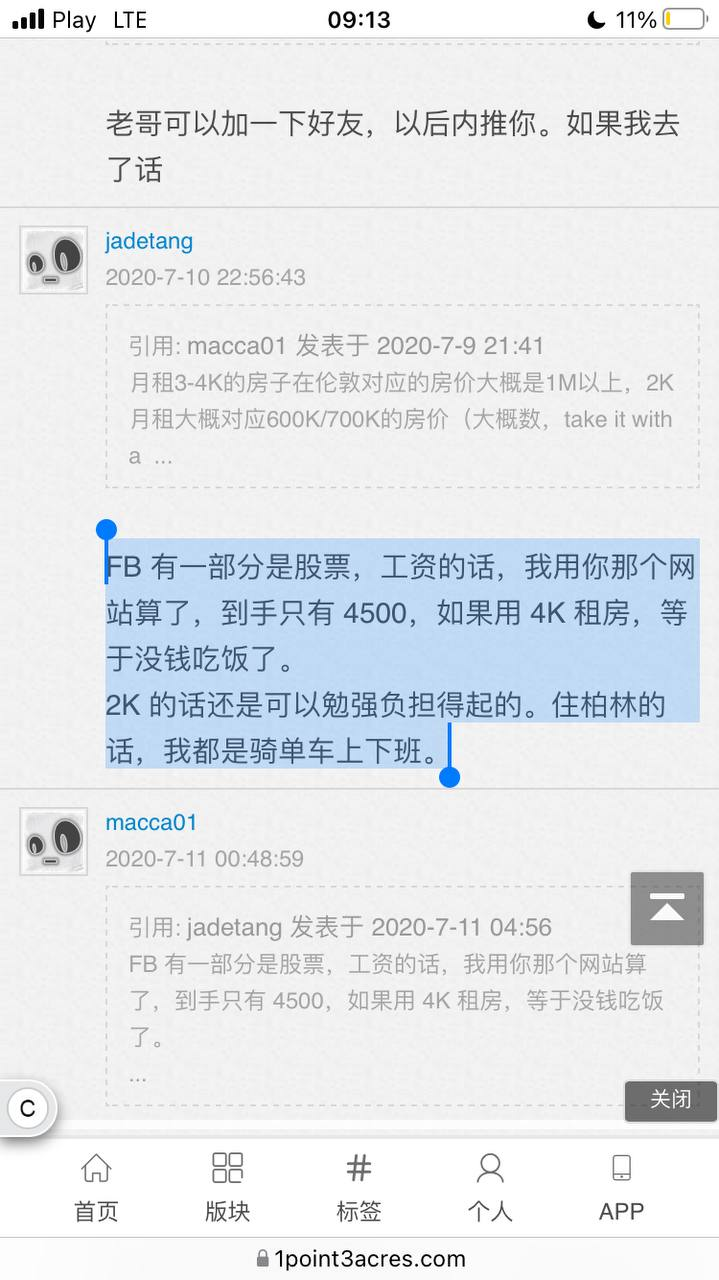 Play LTE 09:13 11%
老哥可以加一下好友，以后内推你。如果我去
了话
jadetang
2020-7-10 22:56:43
引用: macca01 发表于 2020-7-9 21:41
月租3-4K的房子在伦敦对应的房价大概是1M以上，2K
月租大概对应600K/700K的房价（大概数，take it with
a ...
FB 有一部分是股票，工资的话，我用你那个网
站算了，到手只有 4500，如果用 4K 租房，等
于没钱吃饭了。
2K 的话还是可以勉强负担得起的。住柏林的
话，我都是骑单车上下班。
macca01
2020-7-11 00:48:59
引用: jadetang 发表于 2020-7-11 04:56
FB 有一部分是股票，工资的话，我用你那个网站算
了，到手只有 4500，如果用 4K 租房，等于没钱吃饭
了。
...
C
关闭
首页 版块 标签 个人 APP
1point3acres.com